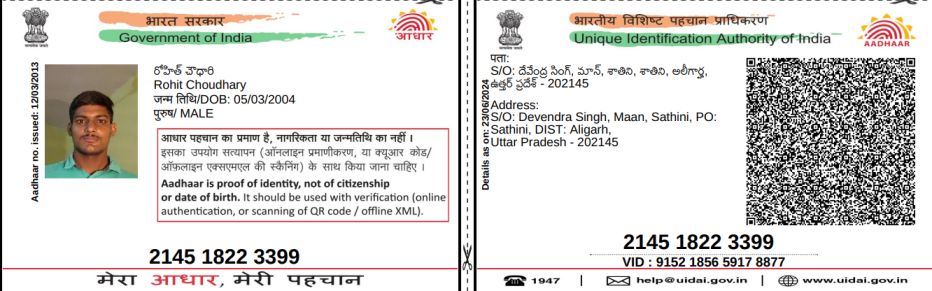 भारत सरकार
Government of India
आधार
Aadhaar no. issued: 12/03/2013
రోహిత్ చౌధారి
Rohit Choudhary
जन्म तिथि/DOB: 05/03/2004
पुरुष/ MALE
आधार पहचान का प्रमाण है, नागरिकता या जन्मतिथि का नहीं ।
इसका उपयोग सत्यापन (ऑनलाइन प्रमाणीकरण, या क्यूआर कोड/
ऑफ़लाइन एक्सएमएल की स्कैनिंग) के साथ किया जाना चाहिए ।
Aadhaar is proof of identity, not of citizenship
or date of birth. It should be used with verification (online
authentication, or scanning of QR code / offline XML).
2145 1822 3399
मेरा आधार, मेरी पहचान
भारतीय विशिष्ट पहचान प्राधिकरण
Unique Identification Authority of India
AADHAAR
Details as on: 23/06/2024
पता:
S/O: దేవేంద్ర సింగ్, మాన్, శాతిని, శాతిని, అలీగార్హ,
ఉత్తర్ ప్రదేశ్ - 202145
Address:
S/O: Devendra Singh, Maan, Sathini, PO:
Sathini, DIST: Aligarh,
Uttar Pradesh - 202145
2145 1822 3399
VID : 9152 1856 5917 8877
1947 | help@uidai.gov.in | www.uidai.gov.in